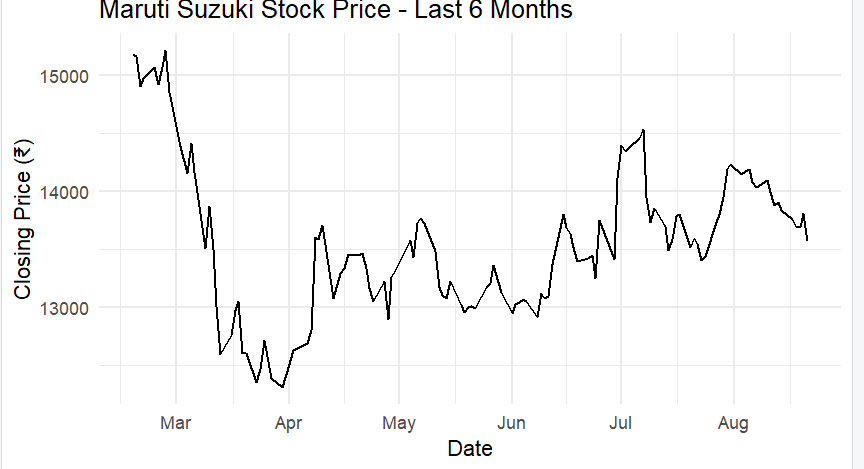 Maruti Suzuki Stock Price - Last 6 Months
15000
14000
13000
Closing Price (₹)
Mar Apr May Jun Jul Aug
Date